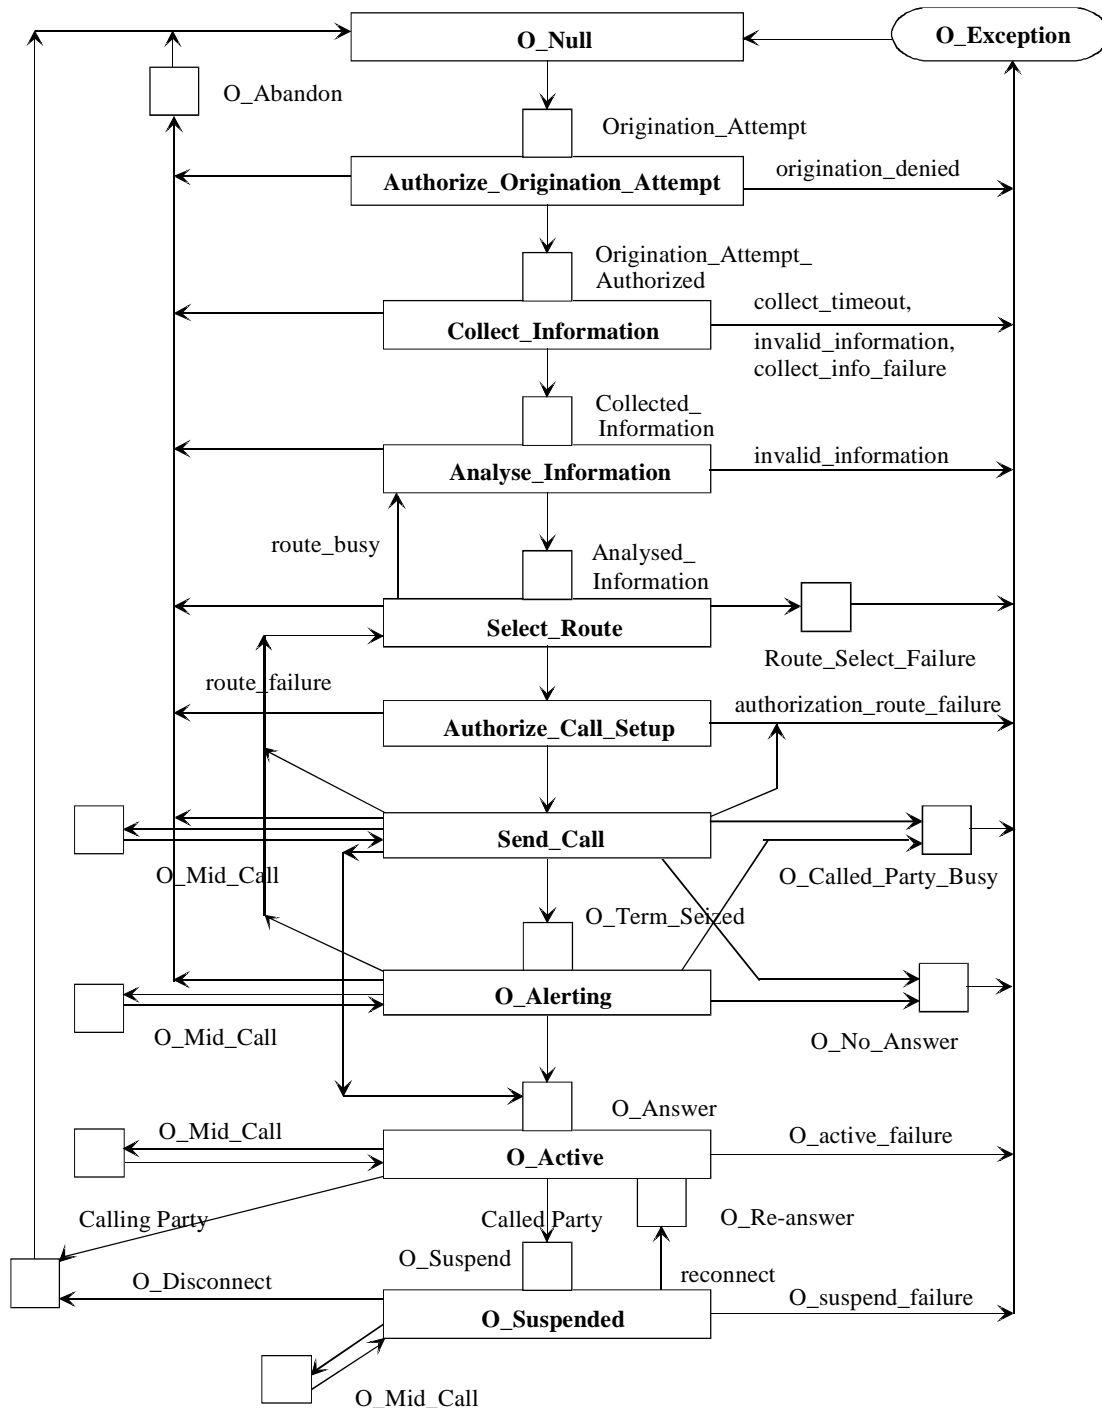 O_Null
O_Exception
O_Abandon
Origination_Attempt
Authorize_Origination_Attempt
origination_denied
Origination_Attempt_
Authorized
collect_timeout,
Collect_Information
invalid_information,
collect_info_failure
Collected_
Information
invalid_information
Analyse_Information
route_busy
Analysed_
Information
Select_Route
Route_Select_Failure
route_failure
authorization_route_failure
Authorize_Call_Setup
Send_Call
O_Mid_Call
O_Called_Party_Busy
O_Term_Seized
O_Alerting
O_Mid_Call
O_No_Answer
O_Answer
O_Mid_Call
O_active_failure
O_Active
Calling Party
Called Party
O_Re-answer
O_Suspend
O_Disconnect
reconnect
O_suspend_failure
O_Suspended
O_Mid_Call